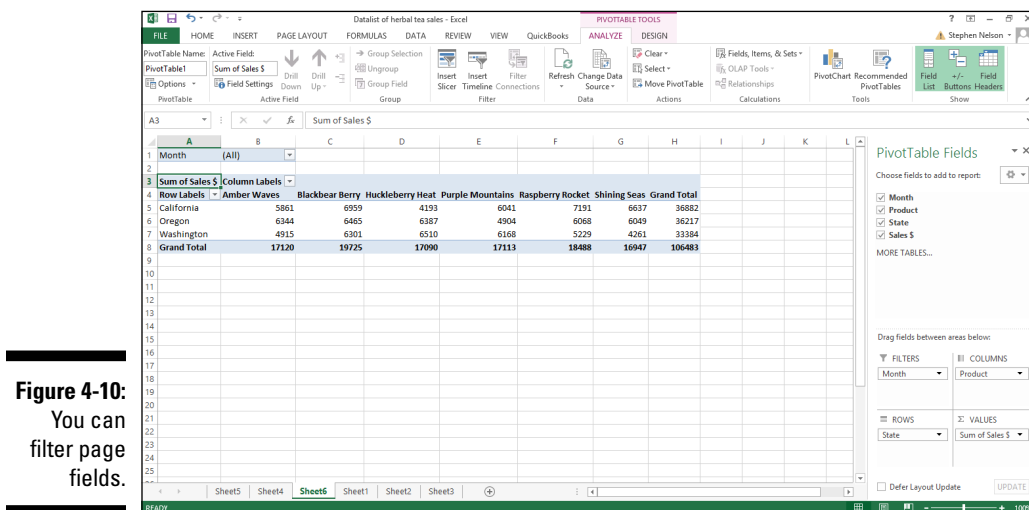 Datalist of herbal tea sales - Excel
PIVOTTABLE TOOLS
Stephen Nelson
FILE HOME INSERT PAGE LAYOUT FORMULAS DATA REVIEW VIEW QuickBooks ANALYZE DESIGN
PivotTable Name:
PivotTable1
Options
PivotTable
Active Field:
Sum of Sales $
Field Settings
Drill Down
Drill Up
Active Field
Group Selection
Ungroup
Group Field
Group
Insert Slicer
Insert Timeline
Filter Connections
Filter
Refresh
Change Data Source
Data
Clear
Select
Move PivotTable
Actions
Fields, Items, & Sets
OLAP Tools
Relationships
Calculations
PivotChart
Recommended PivotTables
Tools
Field List
+/- Buttons
Field Headers
Show
A3 fx Sum of Sales $
A B C D E F G H I J K L
1 Month (All)
2
3 Sum of Sales $ Column Labels
4 Row Labels Amber Waves Blackbear Berry Huckleberry Heat Purple Mountains Raspberry Rocket Shining Seas Grand Total
5 California 5861 6959 4193 6041 7191 6637 36882
6 Oregon 6344 6465 6387 4904 6068 6049 36217
7 Washington 4915 6301 6510 6168 5229 4261 33384
8 Grand Total 17120 19725 17090 17113 18488 16947 106483
9
10
11
12
13
14
15
16
17
18
19
20
21
22
23
24
25
PivotTable Fields
Choose fields to add to report:
Month
Product
State
Sales $
MORE TABLES...
Drag fields between areas below:
FILTERS
Month
COLUMNS
Product
ROWS
State
Σ VALUES
Sum of Sales $
Defer Layout Update UPDATE
Sheet5 Sheet4 Sheet6 Sheet1 Sheet2 Sheet3
READY
100%
Figure 4-10:
You can
filter page
fields.